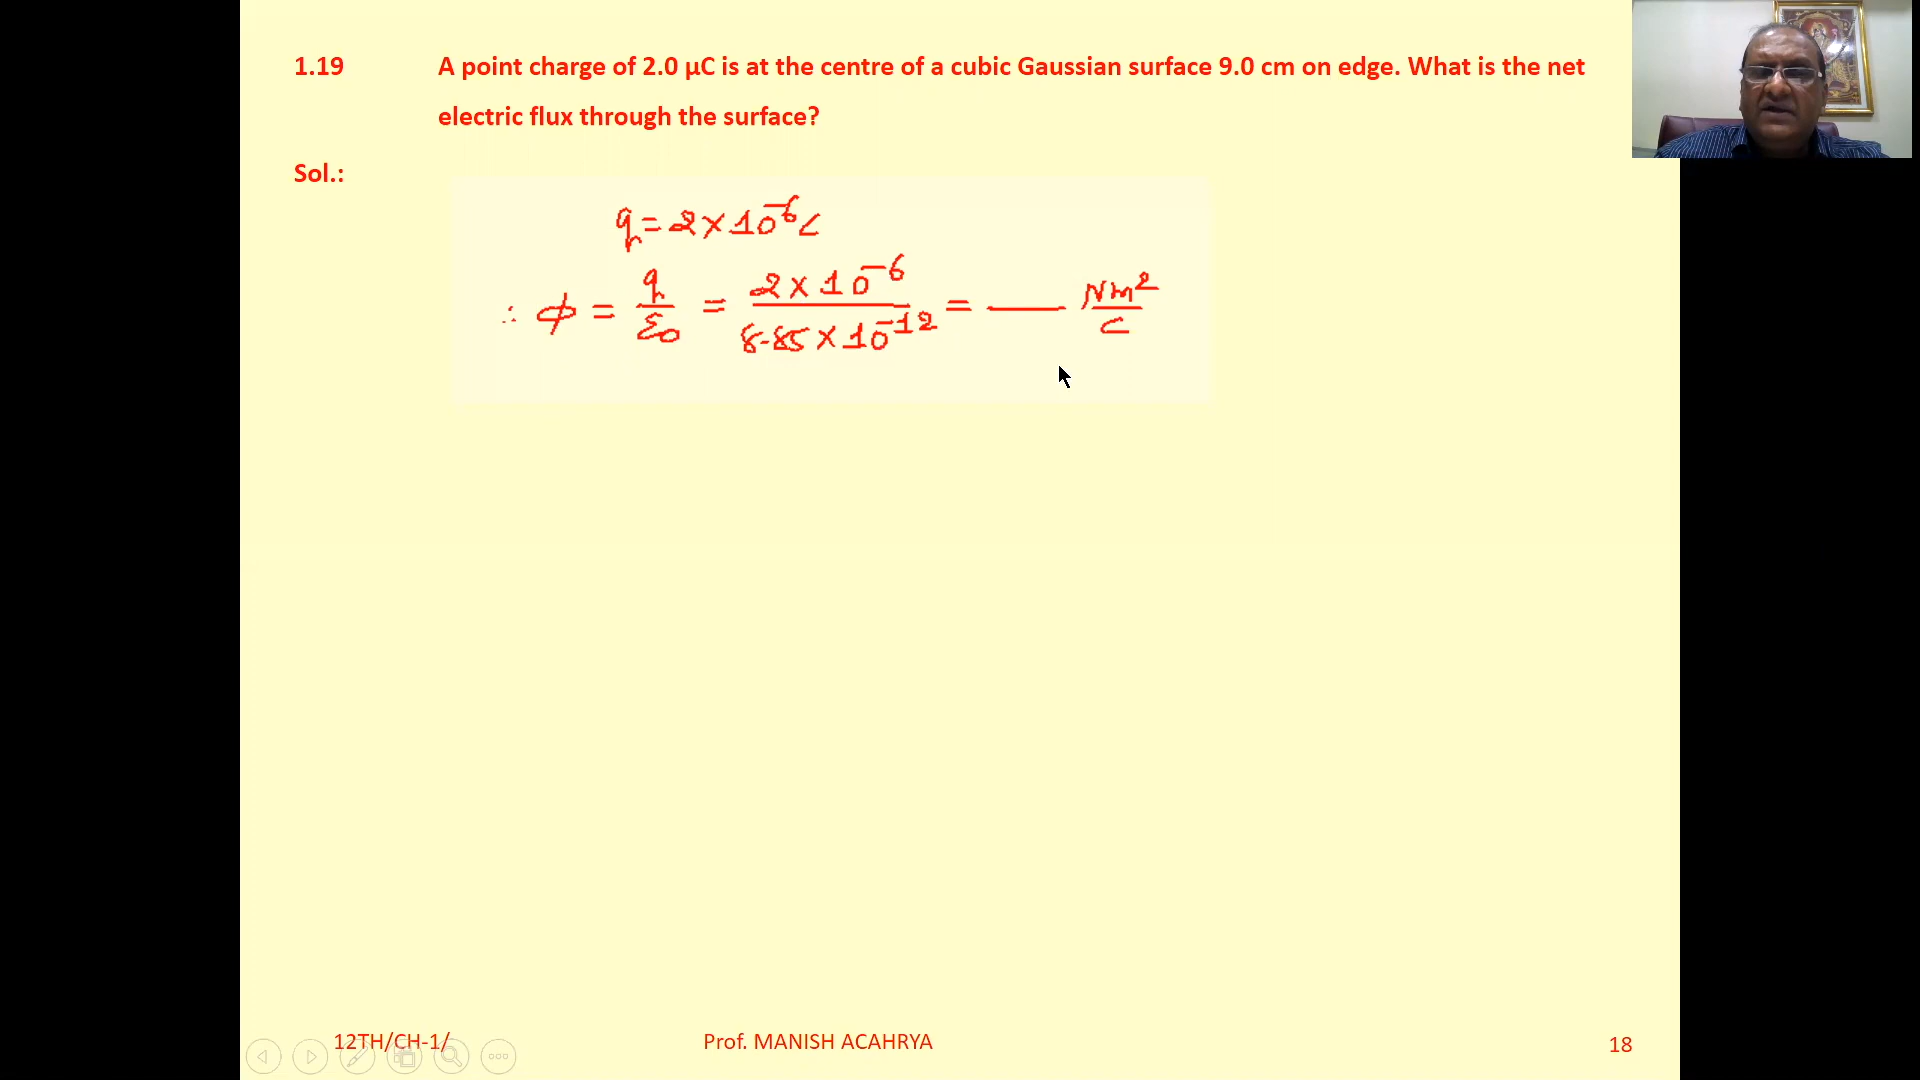 1.19 A point charge of 2.0 µC is at the centre of a cubic Gaussian surface 9.0 cm on edge. What is the net
electric flux through the surface?
Sol.:
q = 2 × 10⁻⁶ C
∴ ϕ = q/ε₀ = 2 × 10⁻⁶ / 8.85 × 10⁻¹² = ___ Nm²/C
12TH/CH-1/ Prof. MANISH ACAHRYA 18